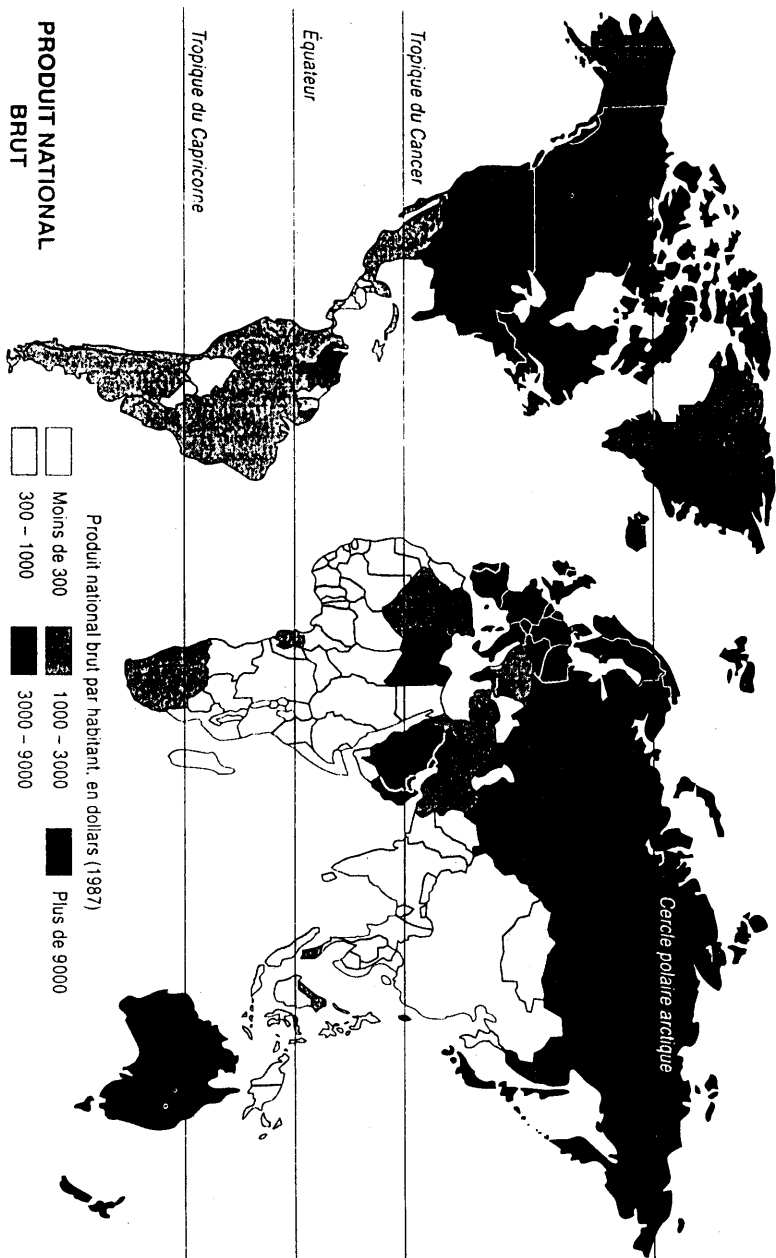 Cercle polaire arctique
Tropique du Cancer
Équateur
Tropique du Capricorne
PRODUIT NATIONAL
BRUT
Produit national brut par habitant. en dollars (1987)
Moins de 300
1000 – 3000
Plus de 9000
300 – 1000
3000 – 9000